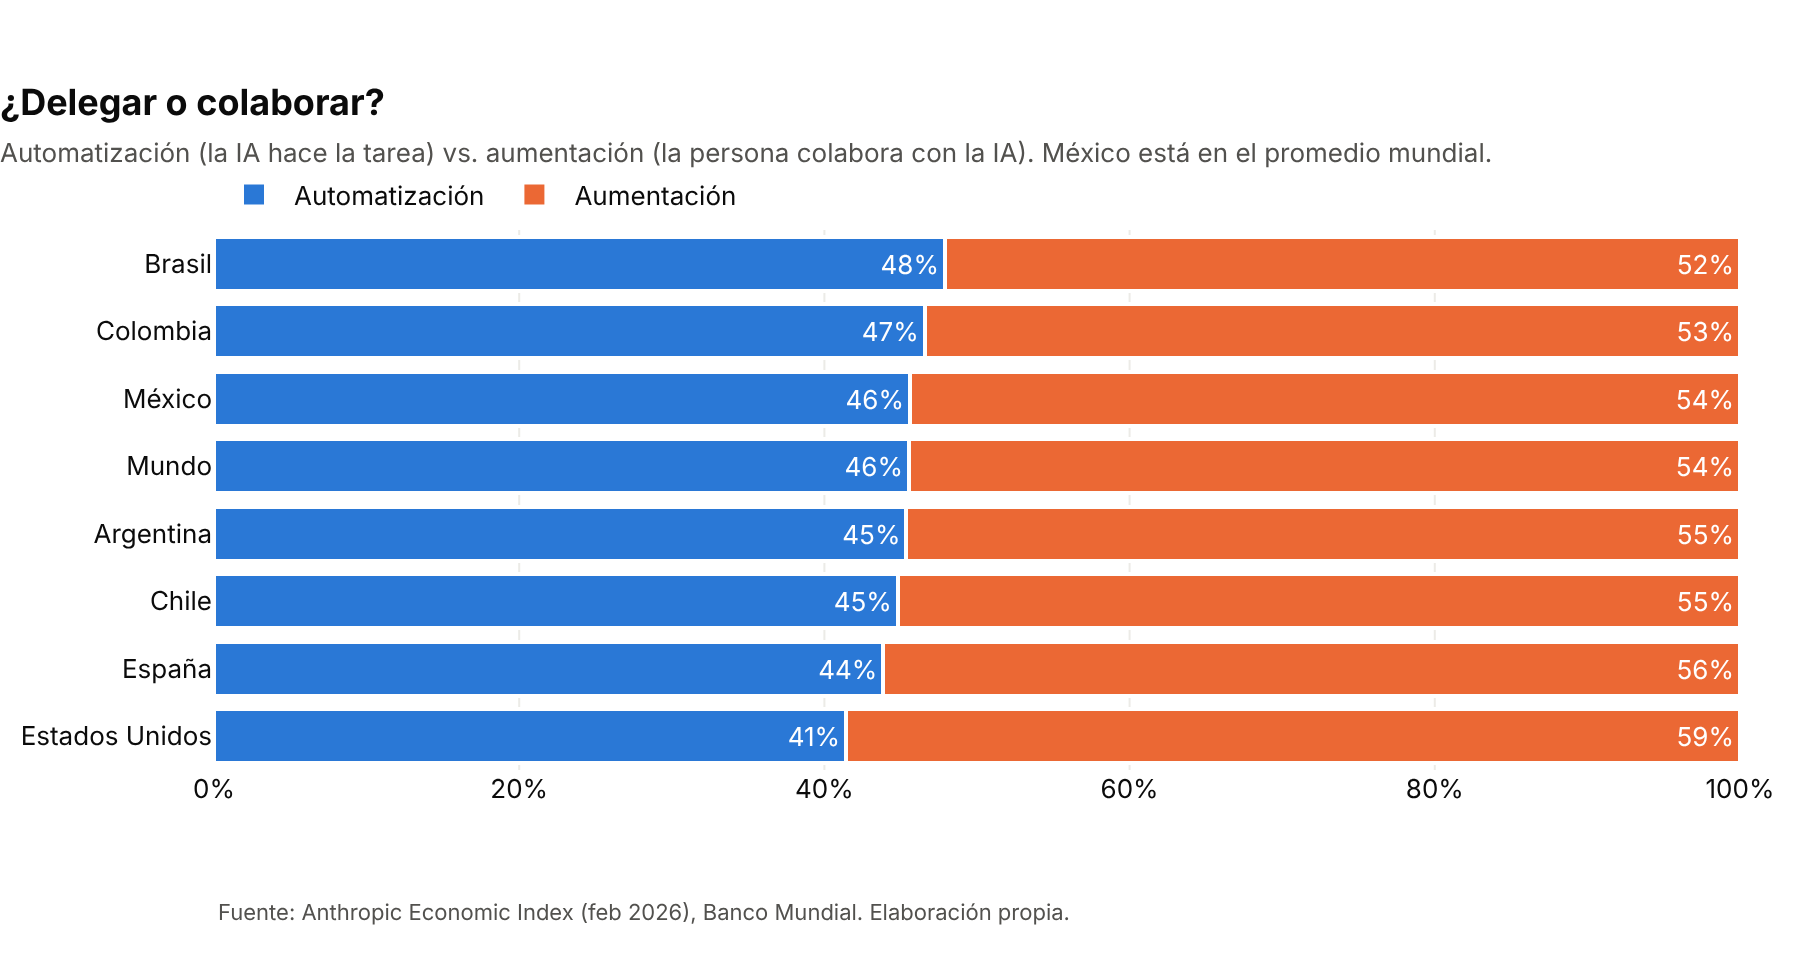 ¿Delegar o colaborar?
Automatización (la IA hace la tarea) vs. aumentación (la persona colabora con la IA). México está en el promedio mundial.
Automatización Aumentación
Brasil 48% 52%
Colombia 47% 53%
México 46% 54%
Mundo 46% 54%
Argentina 45% 55%
Chile 45% 55%
España 44% 56%
Estados Unidos 41% 59%
0% 20% 40% 60% 80% 100%
Fuente: Anthropic Economic Index (feb 2026), Banco Mundial. Elaboración propia.